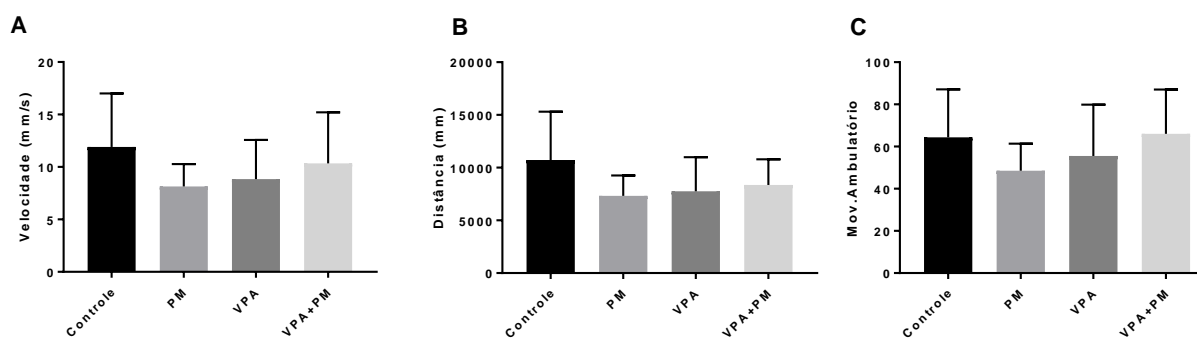 A
Velocidade (mm/s)
20
15
10
5
0
Controle
PM
VPA
VPA+PM
B
Distância (mm)
20000
15000
10000
5000
0
Controle
PM
VPA
VPA+PM
C
Mov.Ambulatório
100
80
60
40
20
0
Controle
PM
VPA
VPA+PM